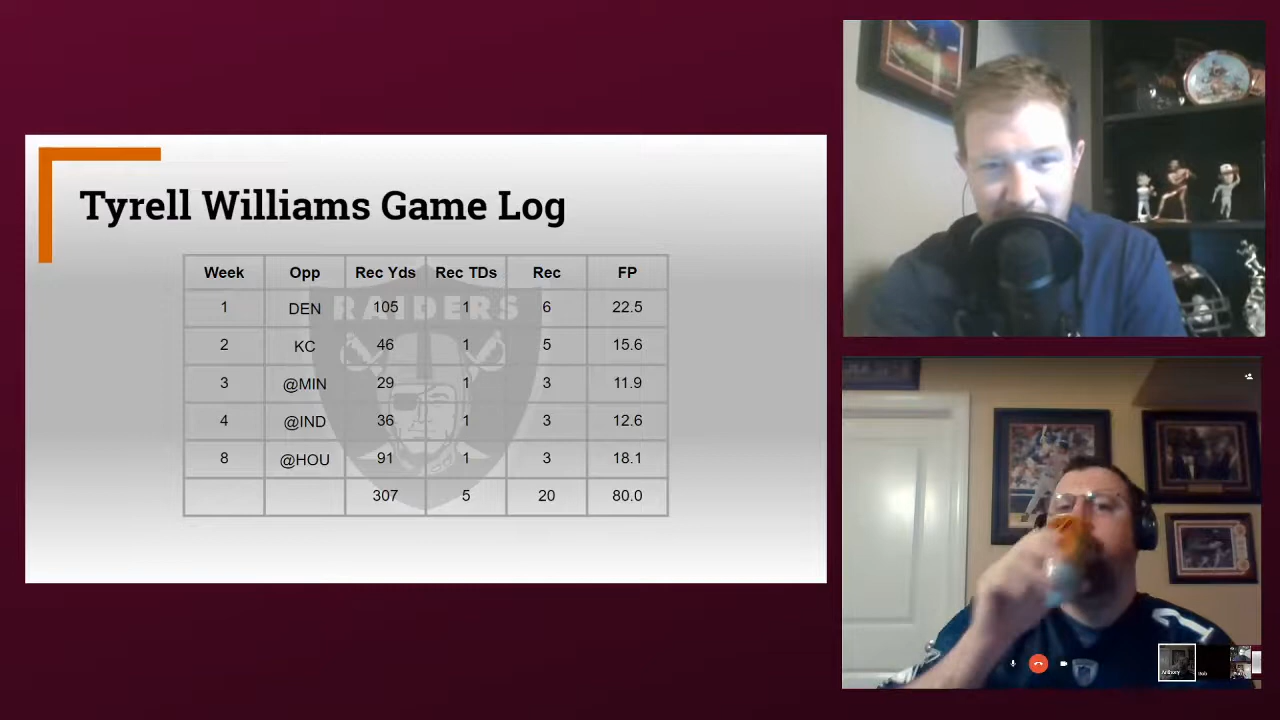 Tyrell Williams Game Log
Week Opp Rec Yds Rec TDs Rec FP
RAIDERS
1 DEN 105 1 6 22.5
2 KC 46 1 5 15.6
3 @MIN 29 1 3 11.9
4 @IND 36 1 3 12.6
8 @HOU 91 1 3 18.1
307 5 20 80.0
Anthony
Bob